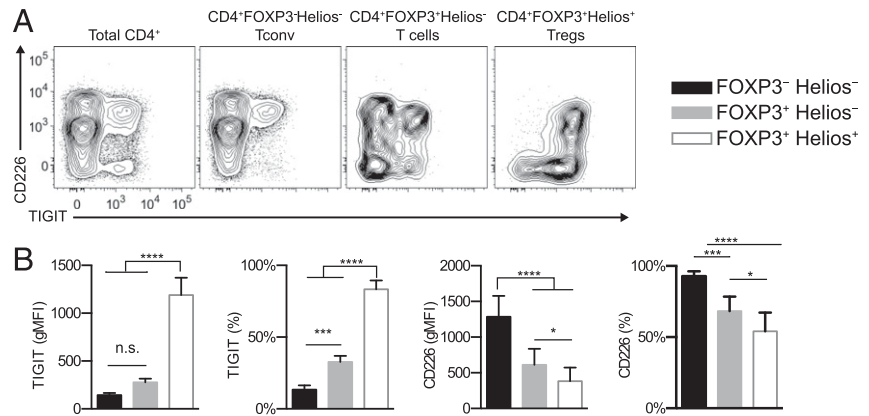 A
Total CD4⁺
CD4⁺FOXP3⁻Helios⁻
Tconv
CD4⁺FOXP3⁺Helios⁻
T cells
CD4⁺FOXP3⁺Helios⁺
Tregs
10⁵
10⁴
10³
0
CD226
0 10³ 10⁴ 10⁵
TIGIT
FOXP3⁻ Helios⁻
FOXP3⁺ Helios⁻
FOXP3⁺ Helios⁺
B
TIGIT (gMFI)
1500
1000
500
0
n.s.
****
TIGIT (%)
100%
50%
0%
***
****
CD226 (gMFI)
2000
1500
1000
500
0
****
*
CD226 (%)
100%
50%
0%
****
***
*